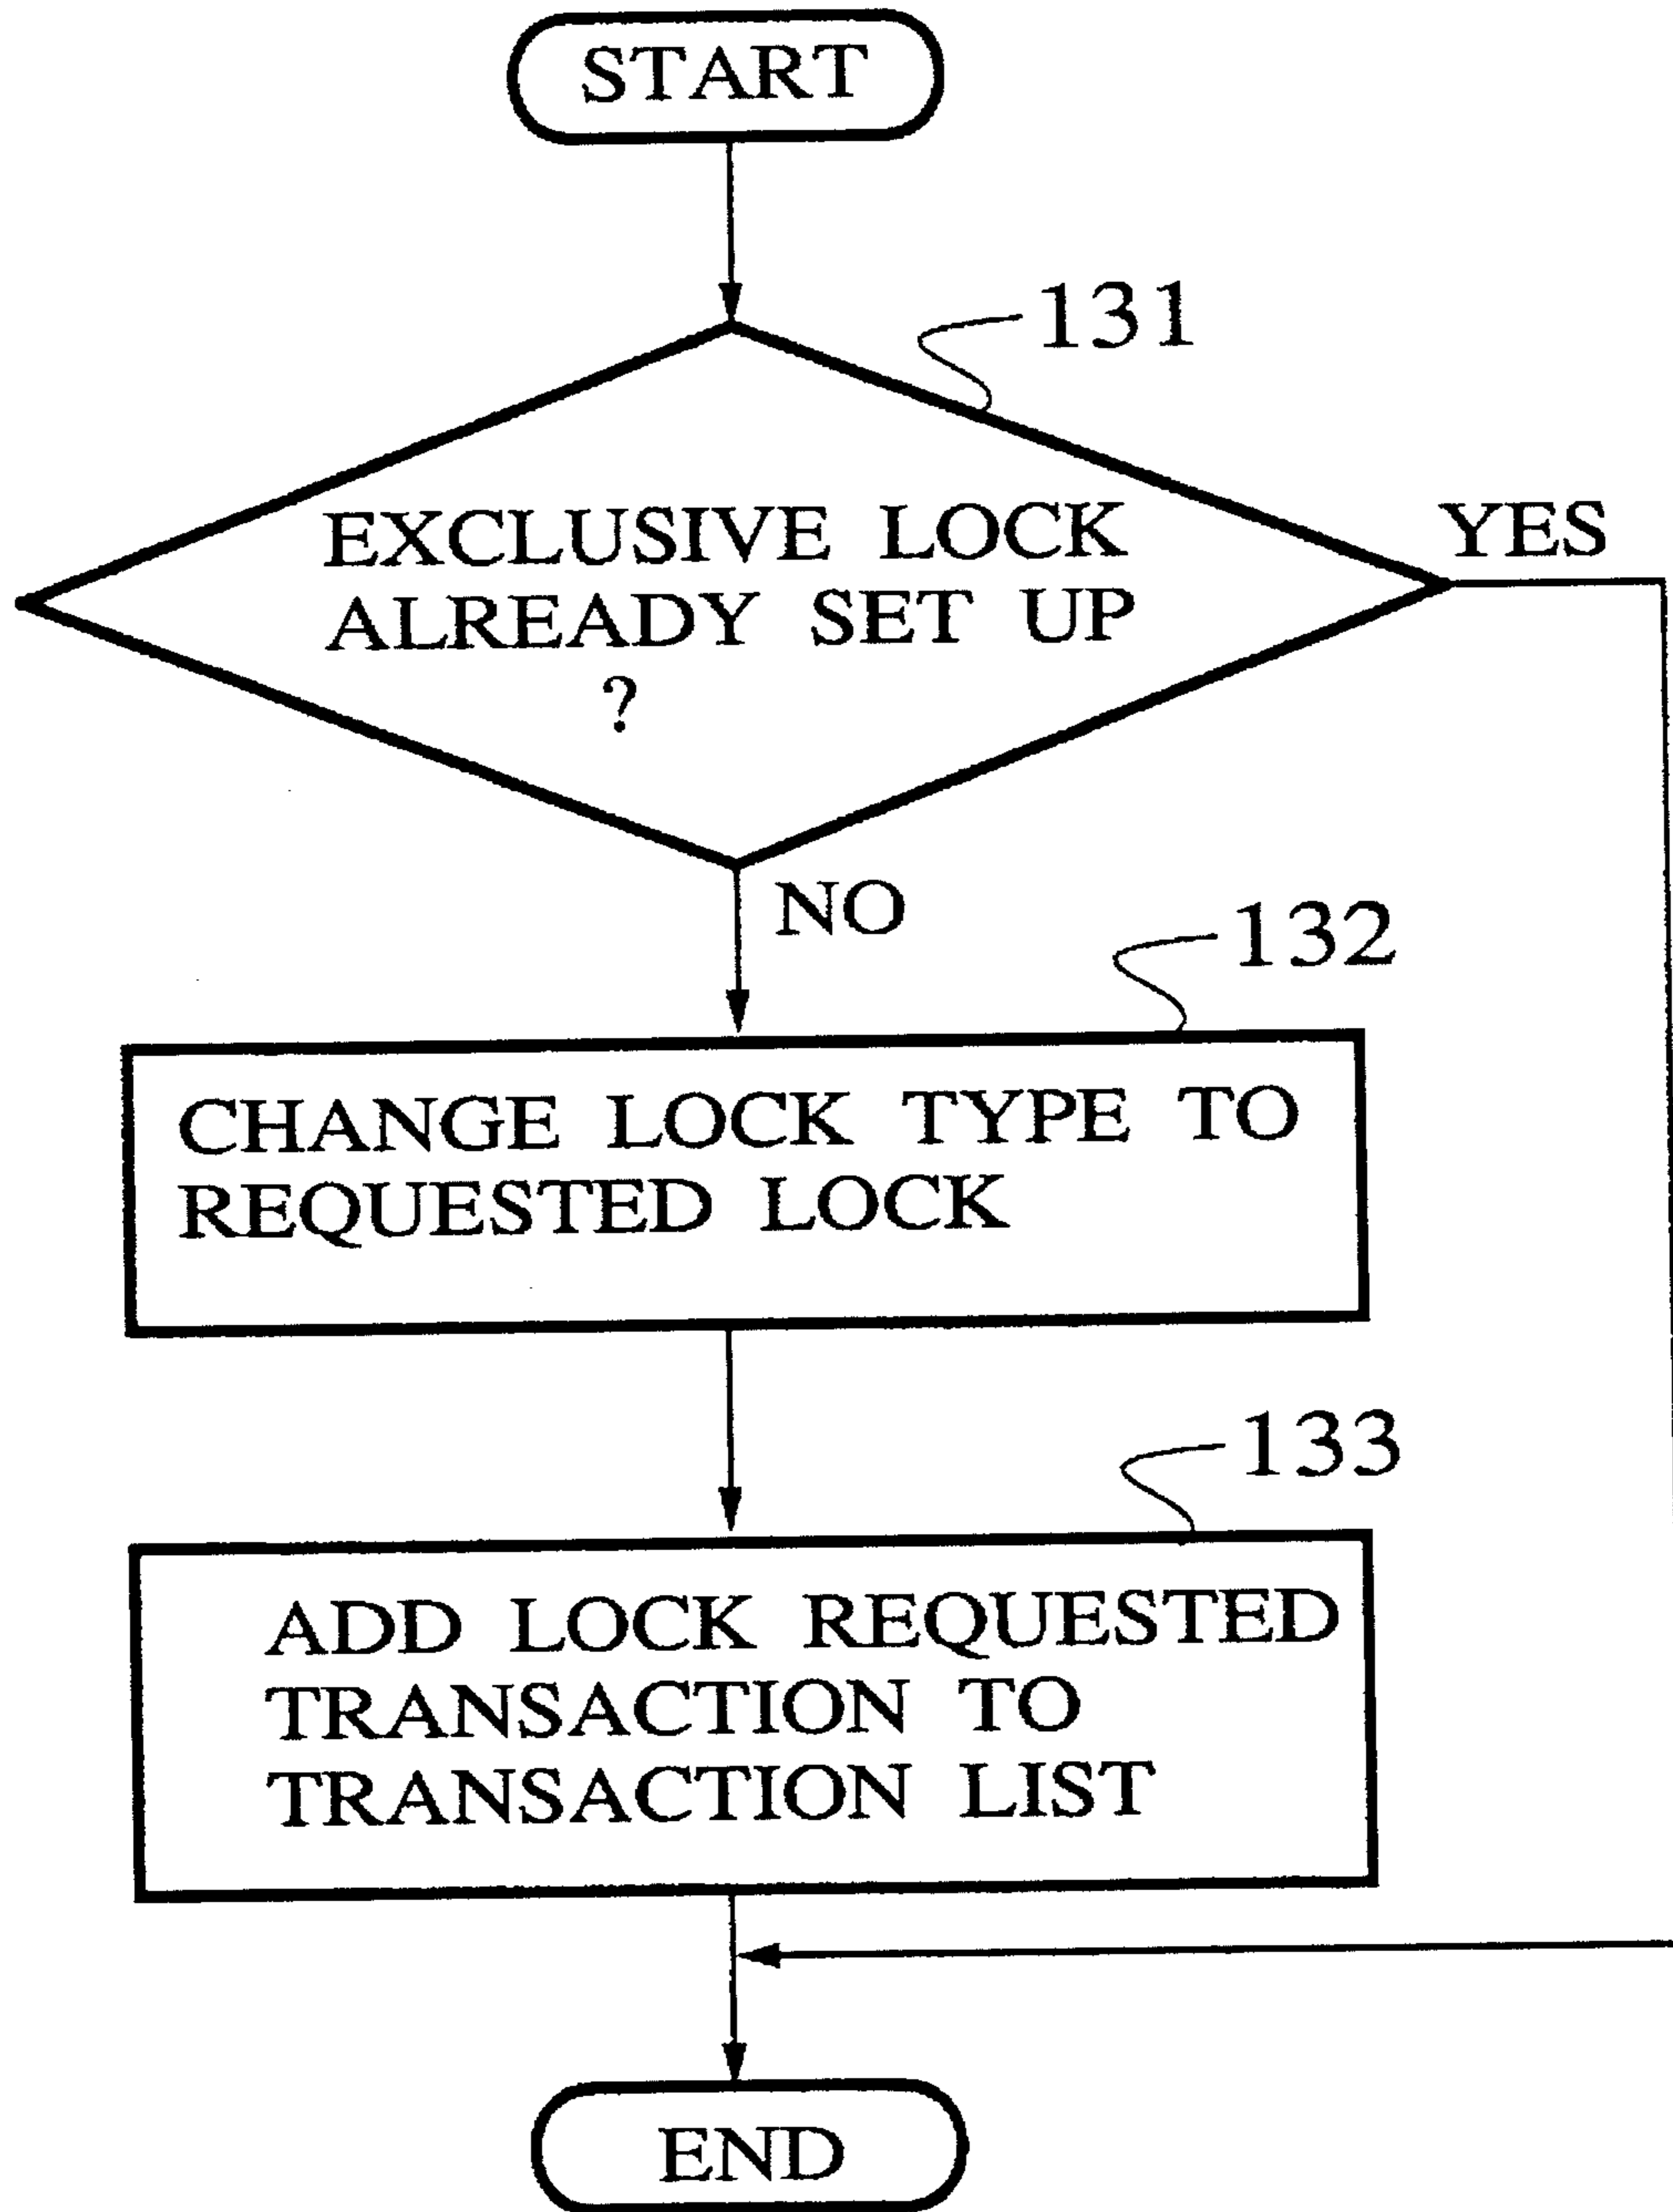 START
131
EXCLUSIVE LOCK
ALREADY SET UP
?
YES
NO
132
CHANGE LOCK TYPE TO
REQUESTED LOCK
133
ADD LOCK REQUESTED
TRANSACTION TO
TRANSACTION LIST
END